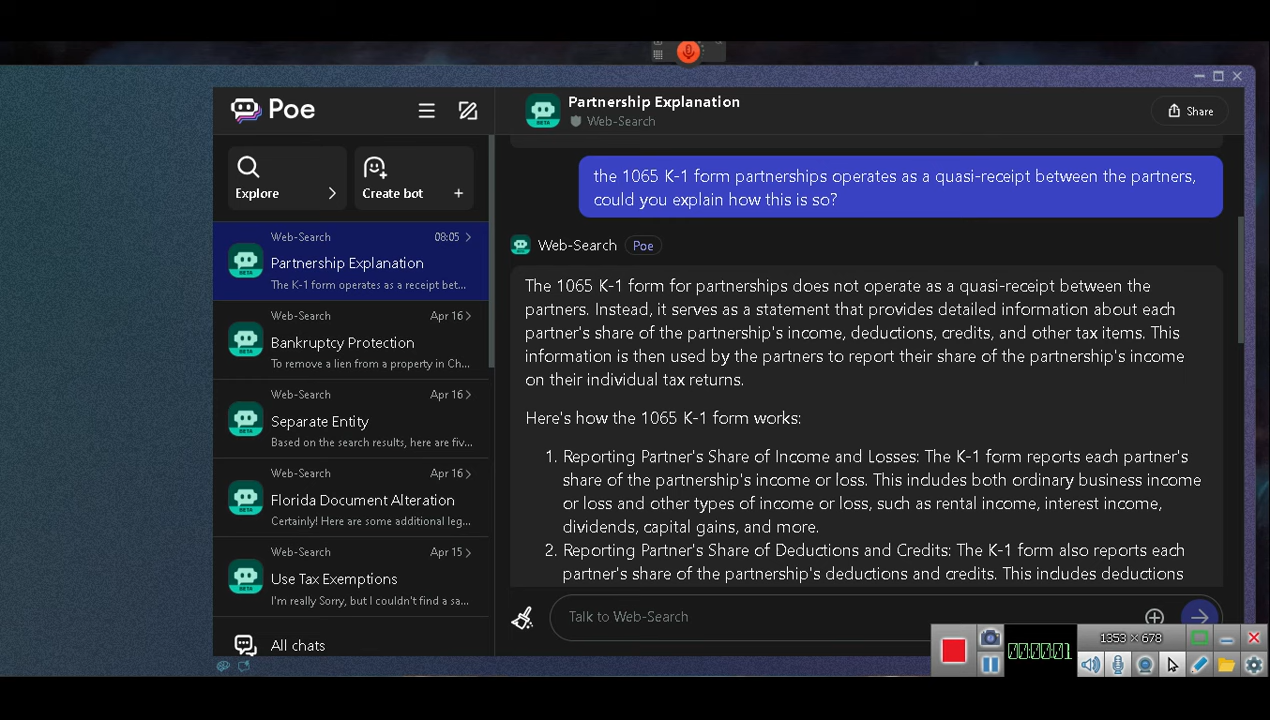 Poe
Explore
Create bot
Web-Search 08:05
Partnership Explanation
The K-1 form operates as a receipt bet...
Web-Search Apr 16
Bankruptcy Protection
To remove a lien from a property in Ch...
Web-Search Apr 16
Separate Entity
Based on the search results, here are fiv...
Web-Search Apr 16
Florida Document Alteration
Certainly! Here are some additional leg...
Web-Search Apr 15
Use Tax Exemptions
I'm really Sorry, but I couldn't find a sa...
All chats
Partnership Explanation
Web-Search
Share
the 1065 K-1 form partnerships operates as a quasi-receipt between the partners,
could you explain how this is so?
Web-Search Poe
The 1065 K-1 form for partnerships does not operate as a quasi-receipt between the
partners. Instead, it serves as a statement that provides detailed information about each
partner's share of the partnership's income, deductions, credits, and other tax items. This
information is then used by the partners to report their share of the partnership's income
on their individual tax returns.
Here's how the 1065 K-1 form works:
1. Reporting Partner's Share of Income and Losses: The K-1 form reports each partner's
share of the partnership's income or loss. This includes both ordinary business income
or loss and other types of income or loss, such as rental income, interest income,
dividends, capital gains, and more.
2. Reporting Partner's Share of Deductions and Credits: The K-1 form also reports each
partner's share of the partnership's deductions and credits. This includes deductions
Talk to Web-Search
1353 × 678